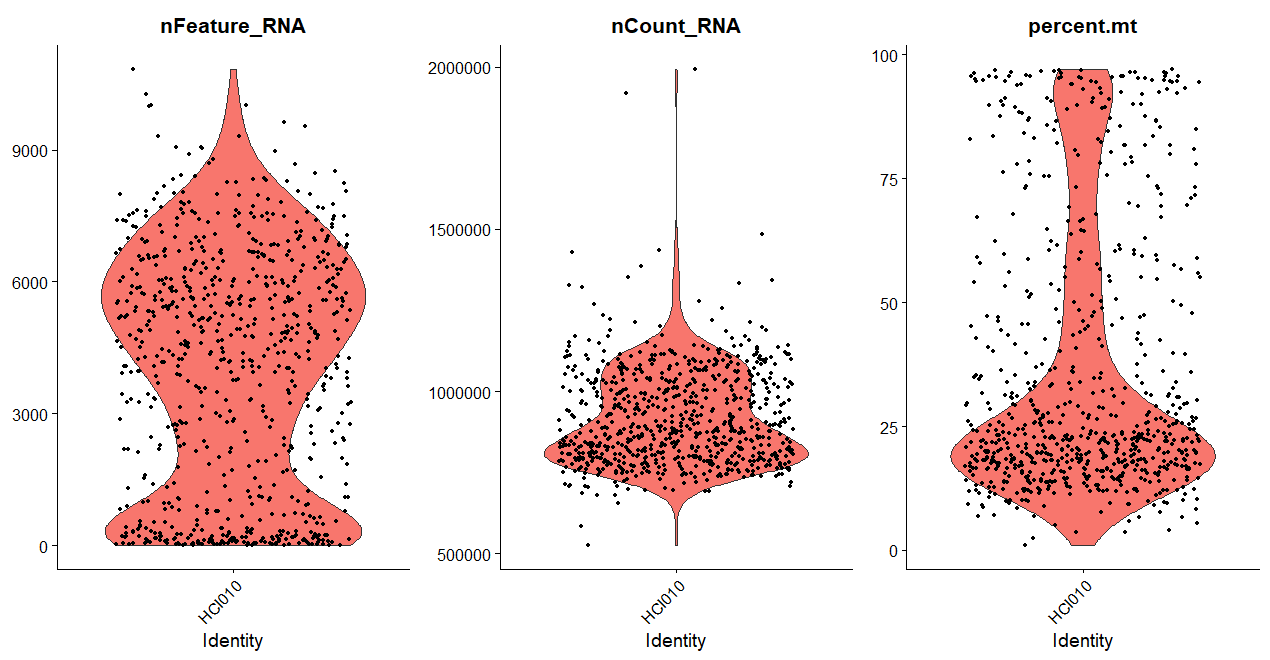 nFeature_RNA
9000
6000
3000
0
HCI010
Identity
nCount_RNA
2000000
1500000
1000000
500000
HCI010
Identity
percent.mt
100
75
50
25
0
HCI010
Identity